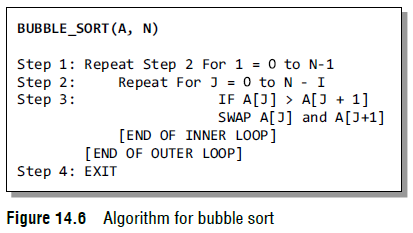 BUBBLE_SORT(A, N)
Step 1: Repeat Step 2 For 1 = 0 to N-1
Step 2: Repeat For J = 0 to N - I
Step 3: IF A[J] > A[J + 1]
SWAP A[J] and A[J+1]
[END OF INNER LOOP]
[END OF OUTER LOOP]
Step 4: EXIT
Figure 14.6 Algorithm for bubble sort